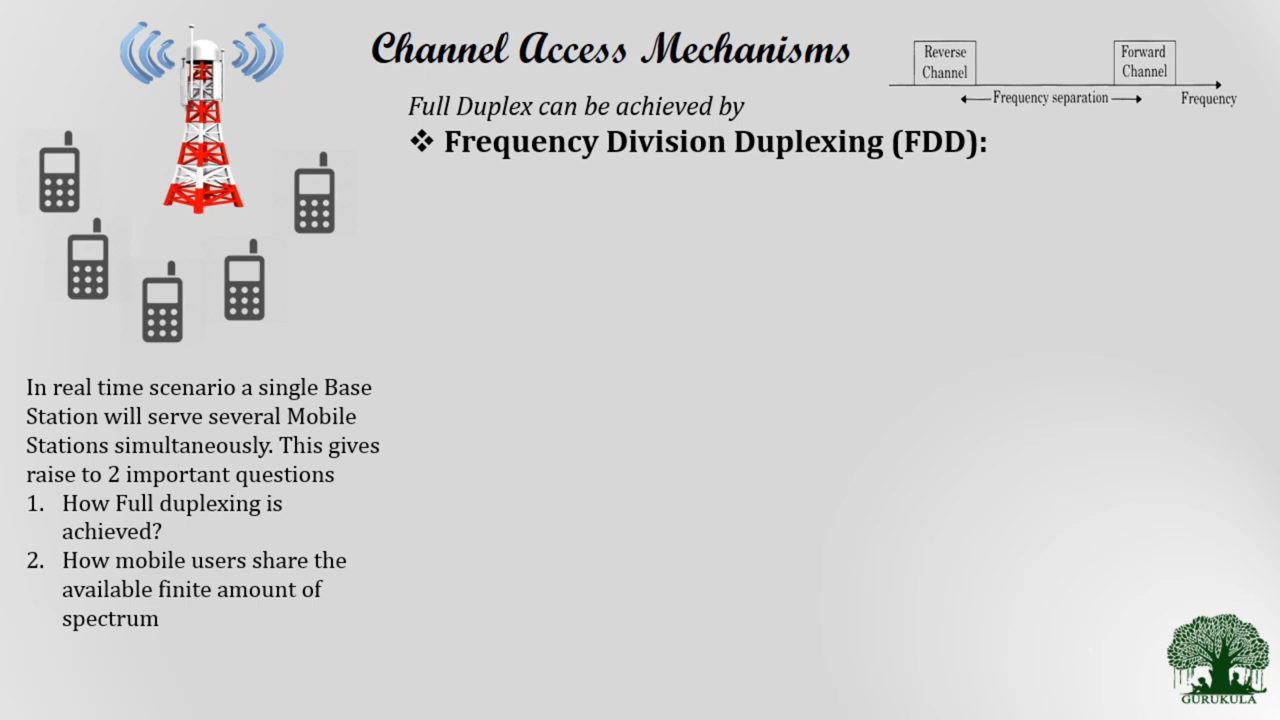 Channel Access Mechanisms
Full Duplex can be achieved by
❖ Frequency Division Duplexing (FDD):
Reverse
Channel
Forward
Channel
Frequency separation
Frequency
In real time scenario a single Base
Station will serve several Mobile
Stations simultaneously. This gives
raise to 2 important questions
1. How Full duplexing is
achieved?
2. How mobile users share the
available finite amount of
spectrum
GURUKULA